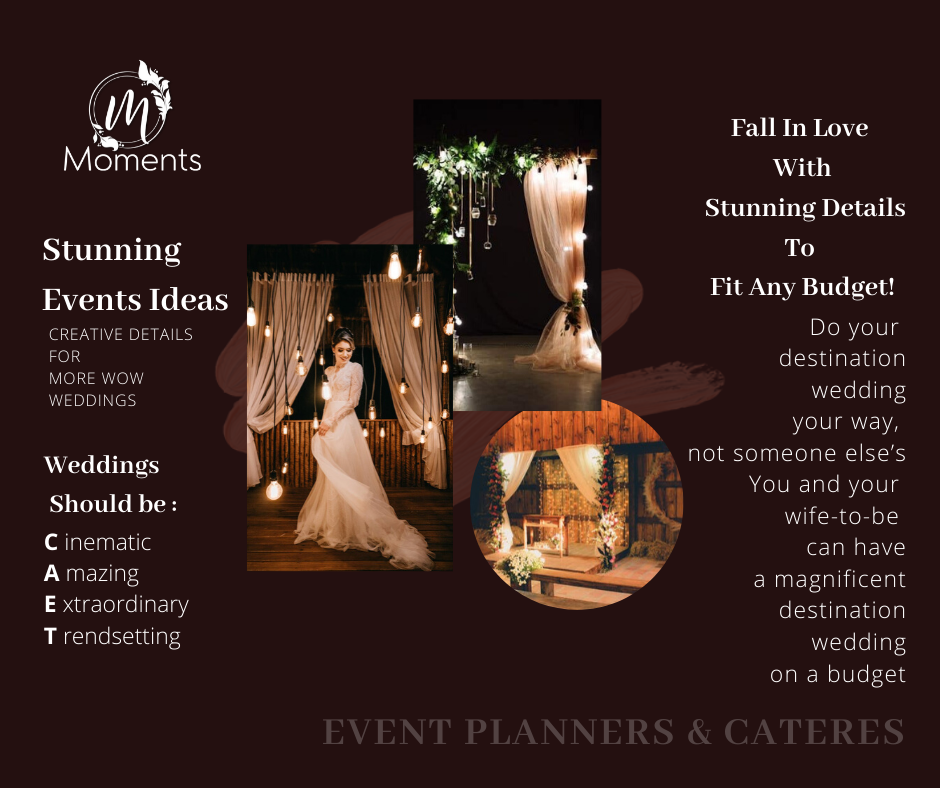 M
Moments
Stunning
Events Ideas
CREATIVE DETAILS
FOR
MORE WOW
WEDDINGS
Weddings
Should be :
C inematic
A mazing
E xtraordinary
T rendsetting
Fall In Love
With
Stunning Details
To
Fit Any Budget!
Do your
destination
wedding
your way,
not someone else’s
You and your
wife-to-be
can have
a magnificent
destination
wedding
on a budget
EVENT PLANNERS & CATERES